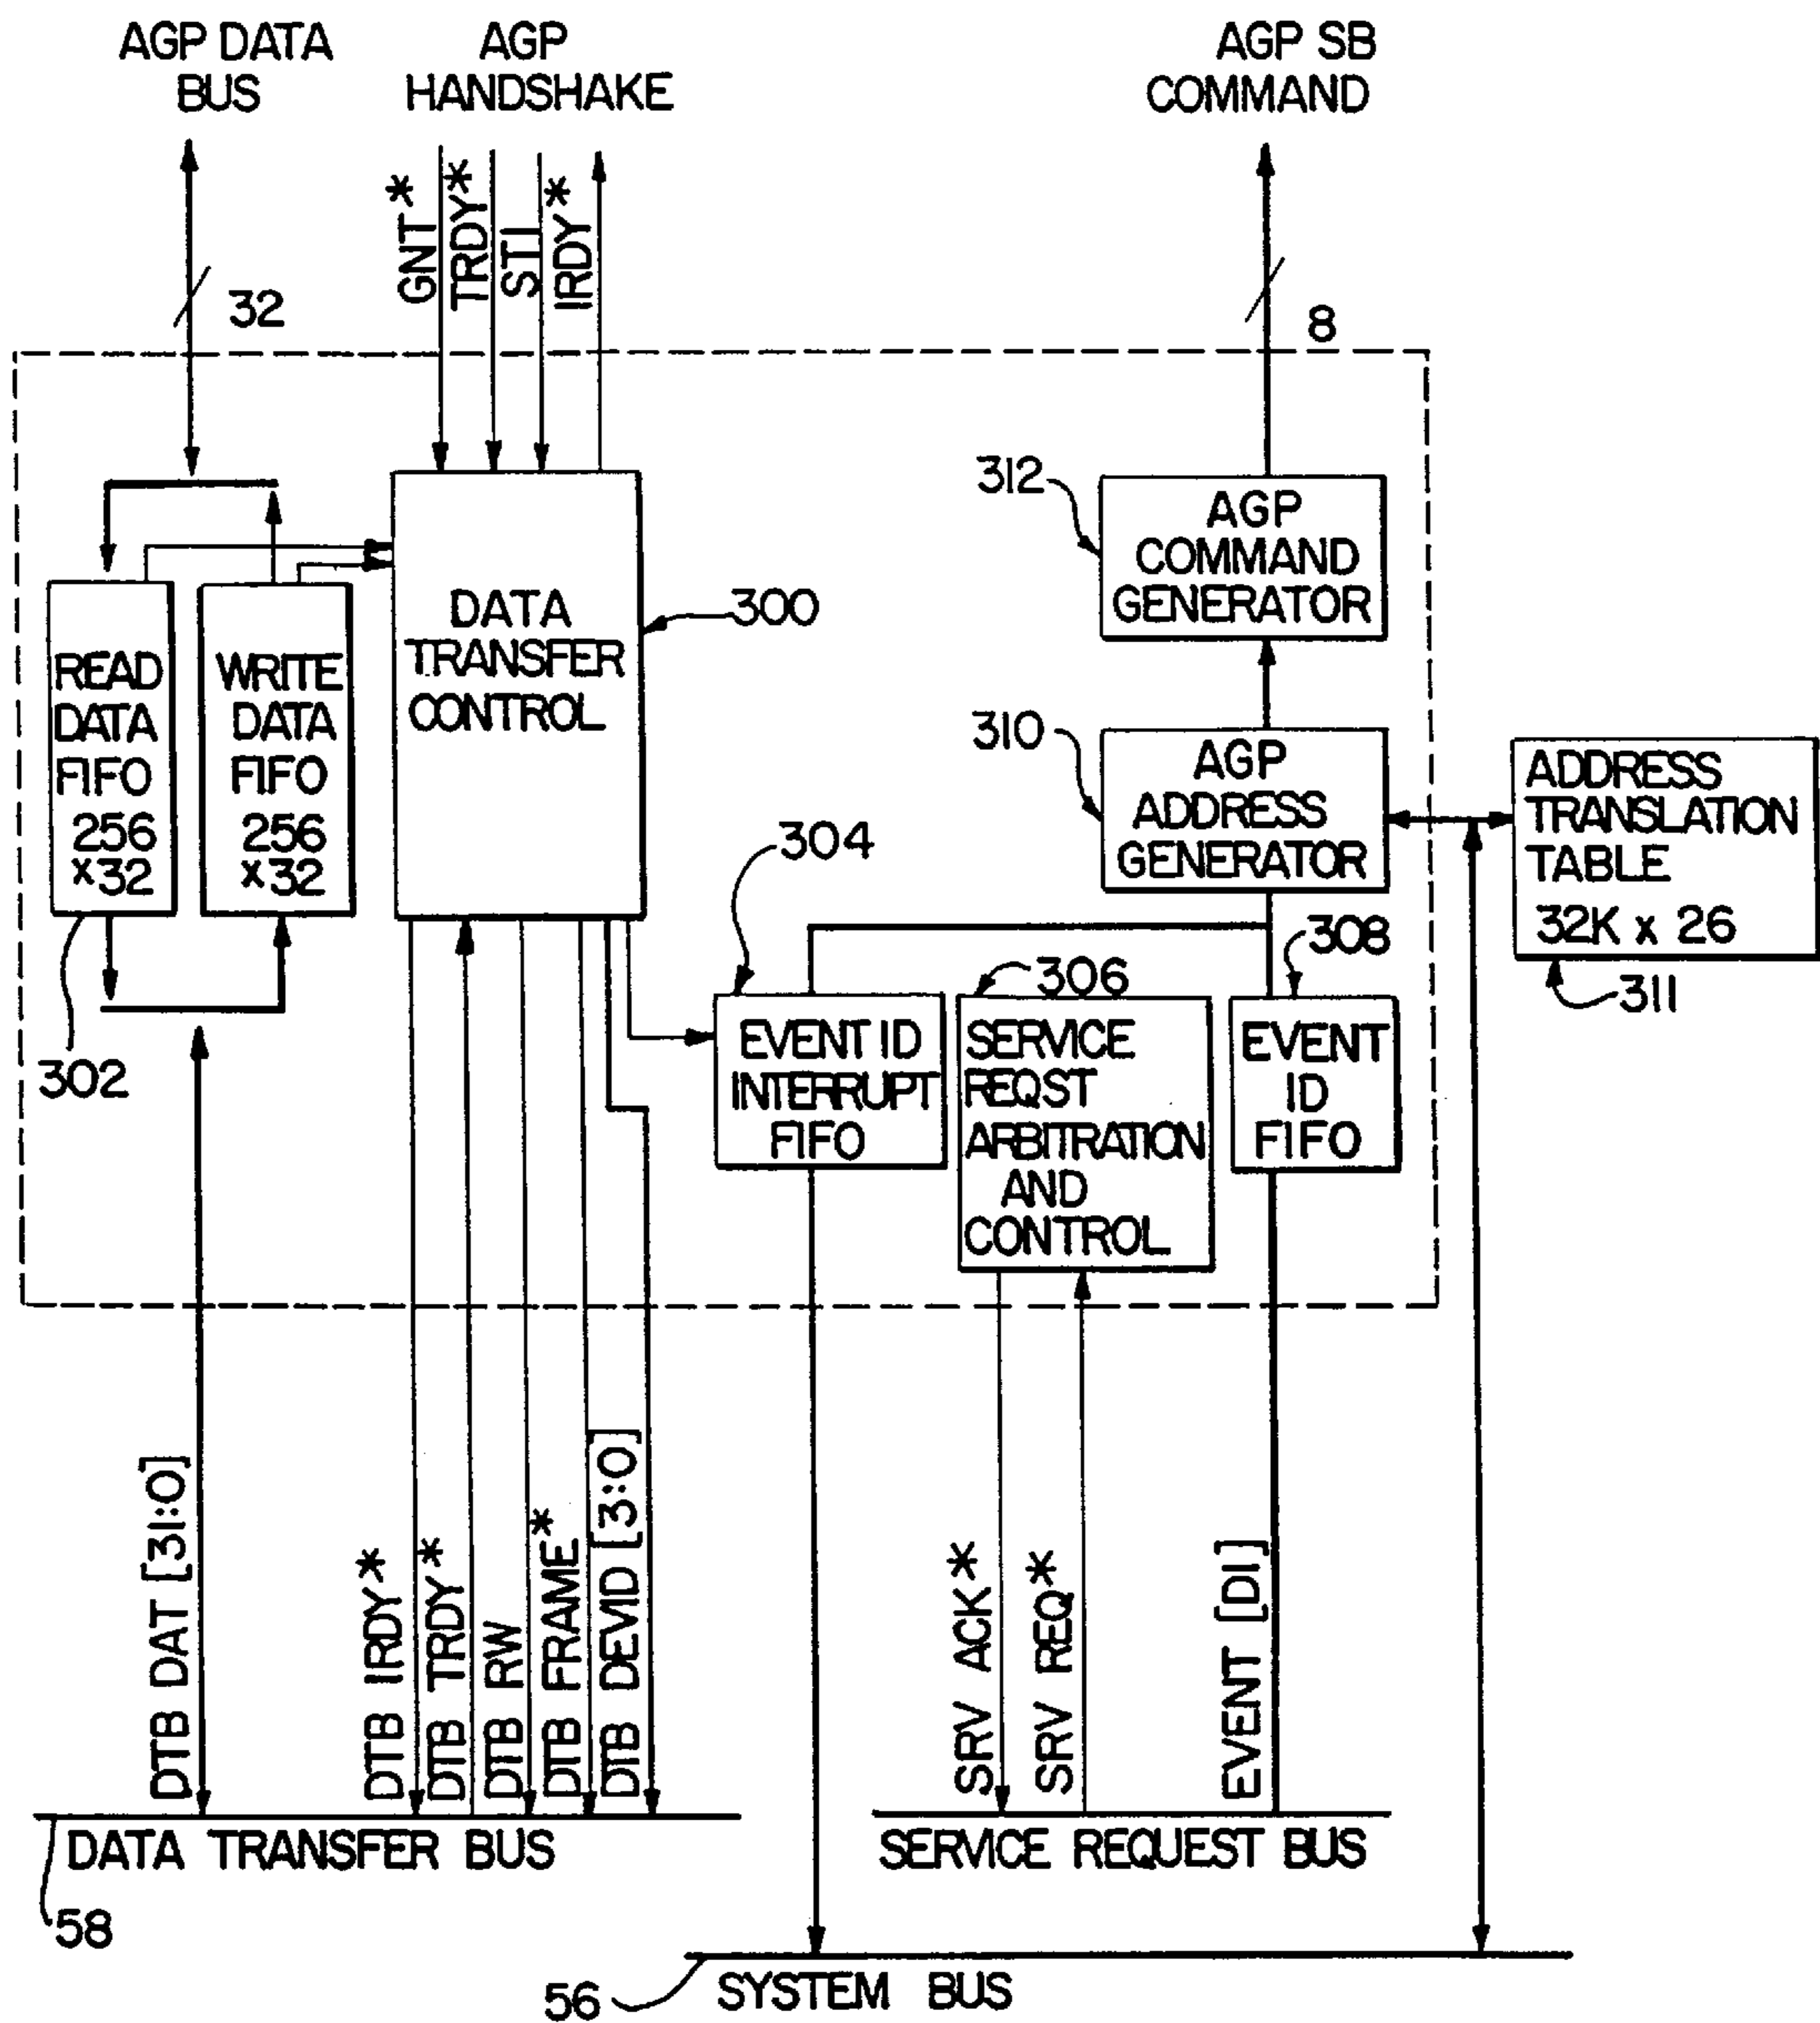 AGP DATA
BUS
AGP
HANDSHAKE
AGP SB
COMMAND
GNT*
TRDY*
ST1
IRDY*
32
8
READ
DATA
FIFO
256
x32
WRITE
DATA
FIFO
256
x32
302
DATA
TRANSFER
CONTROL
300
312
AGP
COMMAND
GENERATOR
310
AGP
ADDRESS
GENERATOR
ADDRESS
TRANSLATION
TABLE
32K x 26
311
304
EVENT ID
INTERRUPT
FIFO
306
SERVICE
REQST
ARBITRATION
AND
CONTROL
308
EVENT
ID
FIFO
DTB DAT [31:0]
DTB IRDY*
DTB TRDY*
DTB RW
DTB FRAME*
DTB DEVID [3:0]
SRV ACK*
SRV REQ*
EVENT [DI]
DATA TRANSFER BUS
58
SERVICE REQUEST BUS
56
SYSTEM BUS